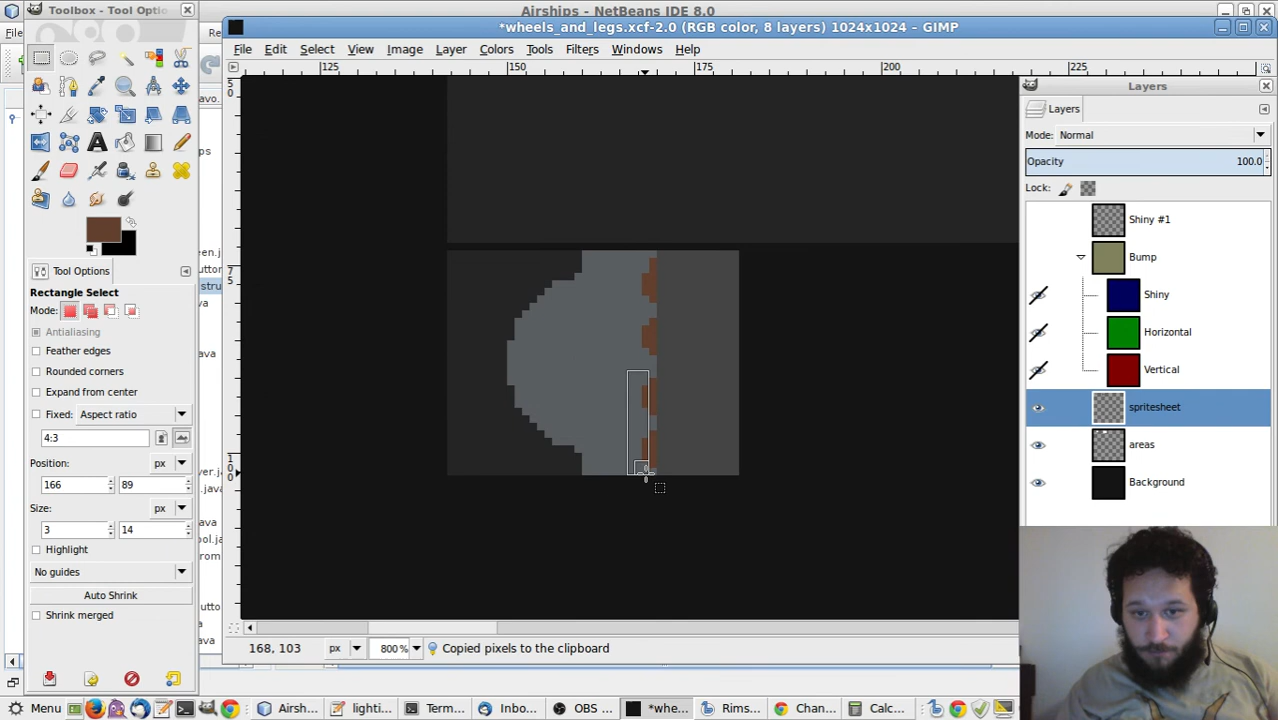 Airships - NetBeans IDE 8.0
Toolbox - Tool Optio
*wheels_and_legs.xcf-2.0 (RGB color, 8 layers) 1024x1024 – GIMP
File Edit Select View Image Layer Colors Tools Filters Windows Help
125 150 175 200 225
Layers
Layers
Mode: Normal
Opacity 100.0
Lock:
Shiny #1
Bump
Shiny
Horizontal
Vertical
spritesheet
areas
Background
Tool Options
Rectangle Select
Mode:
Antialiasing
Feather edges
Rounded corners
Expand from center
Fixed: Aspect ratio
4:3
Position: px
166 89
Size: px
3 14
Highlight
No guides
Auto Shrink
Shrink merged
168, 103 px 800% Copied pixels to the clipboard
Menu Airsh... lighti... Term... Inbo... OBS ... *whe... Rims... Chan... Calc...